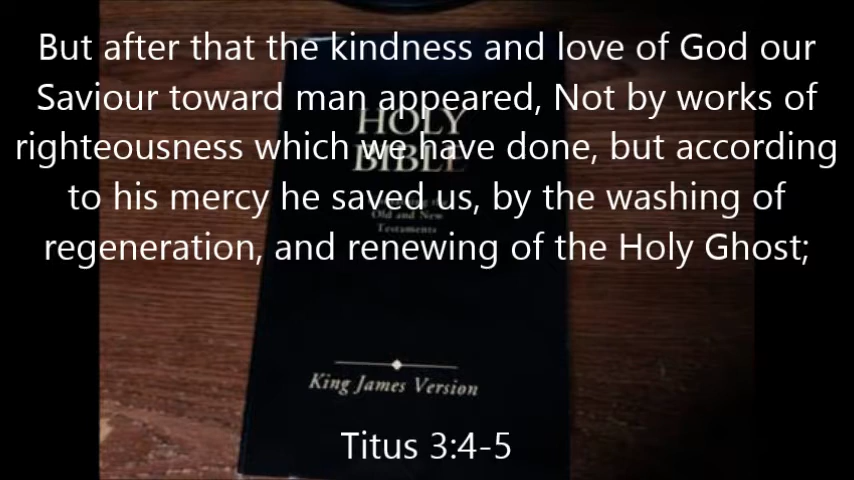 But after that the kindness and love of God our
Saviour toward man appeared, Not by works of
righteousness which we have done, but according
to his mercy he saved us, by the washing of
regeneration, and renewing of the Holy Ghost;
HOLY
BIBLE
Old and New
Testaments
King James Version
Titus 3:4-5